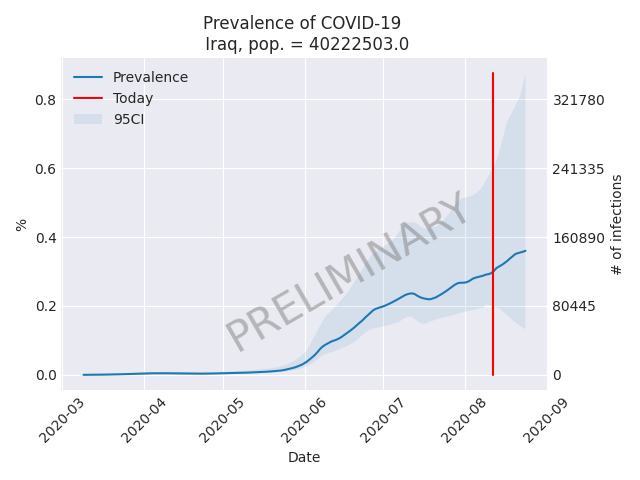 Prevalence of COVID-19
Iraq, pop. = 40222503.0
Prevalence
Today
95CI
PRELIMINARY
%
0.8
0.6
0.4
0.2
0.0
321780
241335
160890
80445
0
# of infections
2020-03
2020-04
2020-05
2020-06
2020-07
2020-08
2020-09
Date